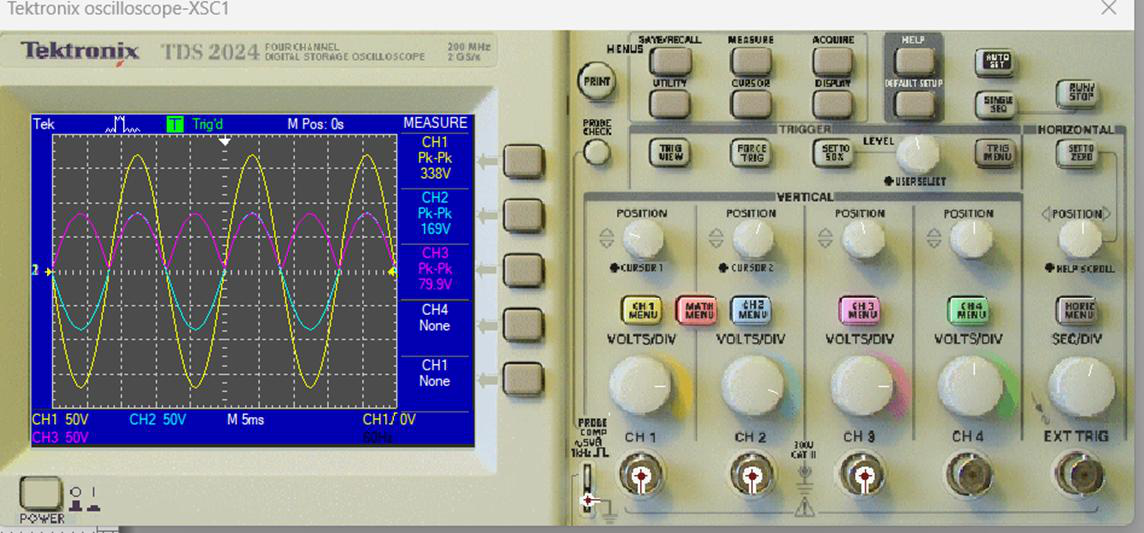 Tektronix oscilloscope-XSC1
Tektronix TDS 2024 FOUR CHANNEL DIGITAL STORAGE OSCILLOSCOPE 200 MHz 2 GS/s
Tek T Trig'd M Pos: 0s MEASURE
CH1
Pk-Pk
338V
CH2
Pk-Pk
169V
CH3
Pk-Pk
79.9V
CH4
None
CH1
None
CH1 50V CH2 50V M 5ms CH1 0V
CH3 50V 60Hz
POWER
MENUS
SAVE/RECALL MEASURE ACQUIRE HELP
AUTO SET
PRINT
UTILITY CURSOR DISPLAY DEFAULT SETUP
SINGLE SEQ
RUN/ STOP
PROBE CHECK
TRIGGER
HORIZONTAL
TRIG VIEW
FORCE TRIG
SET TO 50%
LEVEL
TRIG MENU
SET TO ZERO
USER SELECT
VERTICAL
POSITION POSITION POSITION POSITION POSITION
CURSOR 1 CURSOR 2 HELP SCROLL
CH 1 MENU
MATH MENU
CH 2 MENU
CH 3 MENU
CH 4 MENU
HORIZ MENU
VOLTS/DIV VOLTS/DIV VOLTS/DIV VOLTS/DIV SEC/DIV
PROBE COMP
~5V@
1kHz
CH 1 CH 2 CH 3 CH 4 EXT TRIG
300V
CAT II